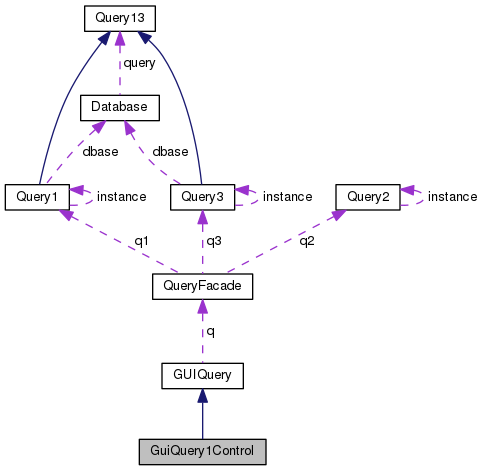 Query13
query
Database
dbase
dbase
Query1
instance
Query3
instance
Query2
instance
q1
q3
q2
QueryFacade
q
GUIQuery
GuiQuery1Control